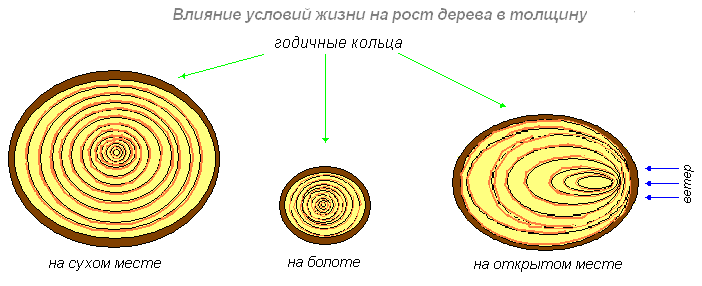 Влияние условий жизни на рост дерева в толщину
годичные кольца
ветер
на сухом месте
на болоте
на открытом месте